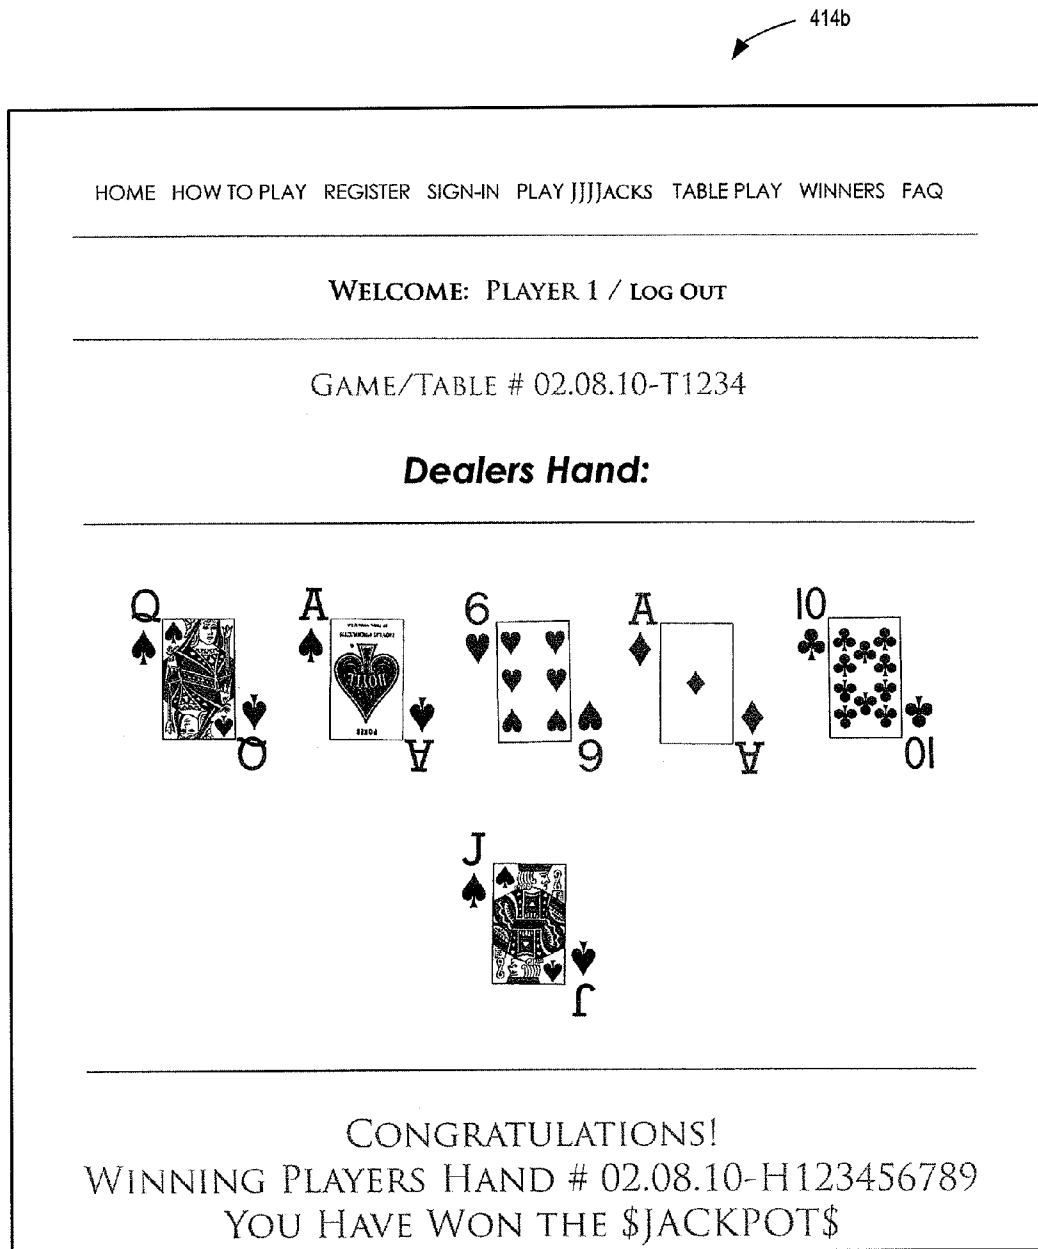 414b
HOME HOW TO PLAY REGISTER SIGN-IN PLAY JJJJACKS TABLE PLAY WINNERS FAQ
WELCOME: PLAYER 1 / LOG OUT
GAME/TABLE # 02.08.10-T1234
Dealers Hand:
Q A 6 A 10
Q A 6 A 10
J
J
CONGRATULATIONS!
WINNING PLAYERS HAND # 02.08.10-H123456789
YOU HAVE WON THE $JACKPOT$